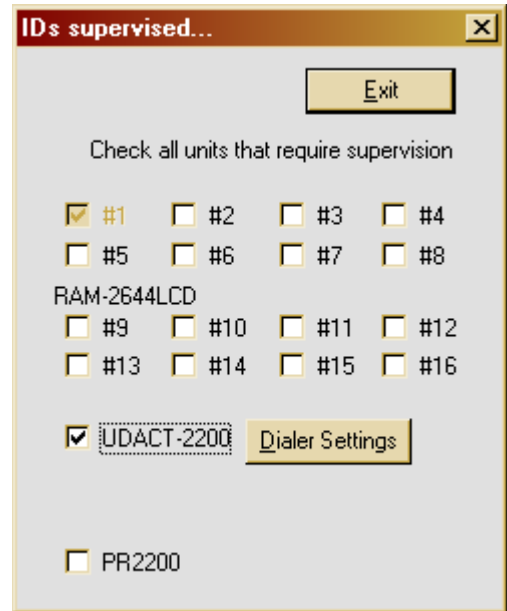 IDs supervised...
Exit
Check all units that require supervision
#1 #2 #3 #4
#5 #6 #7 #8
RAM-2644LCD
#9 #10 #11 #12
#13 #14 #15 #16
UDACT-2200 Dialer Settings
PR2200